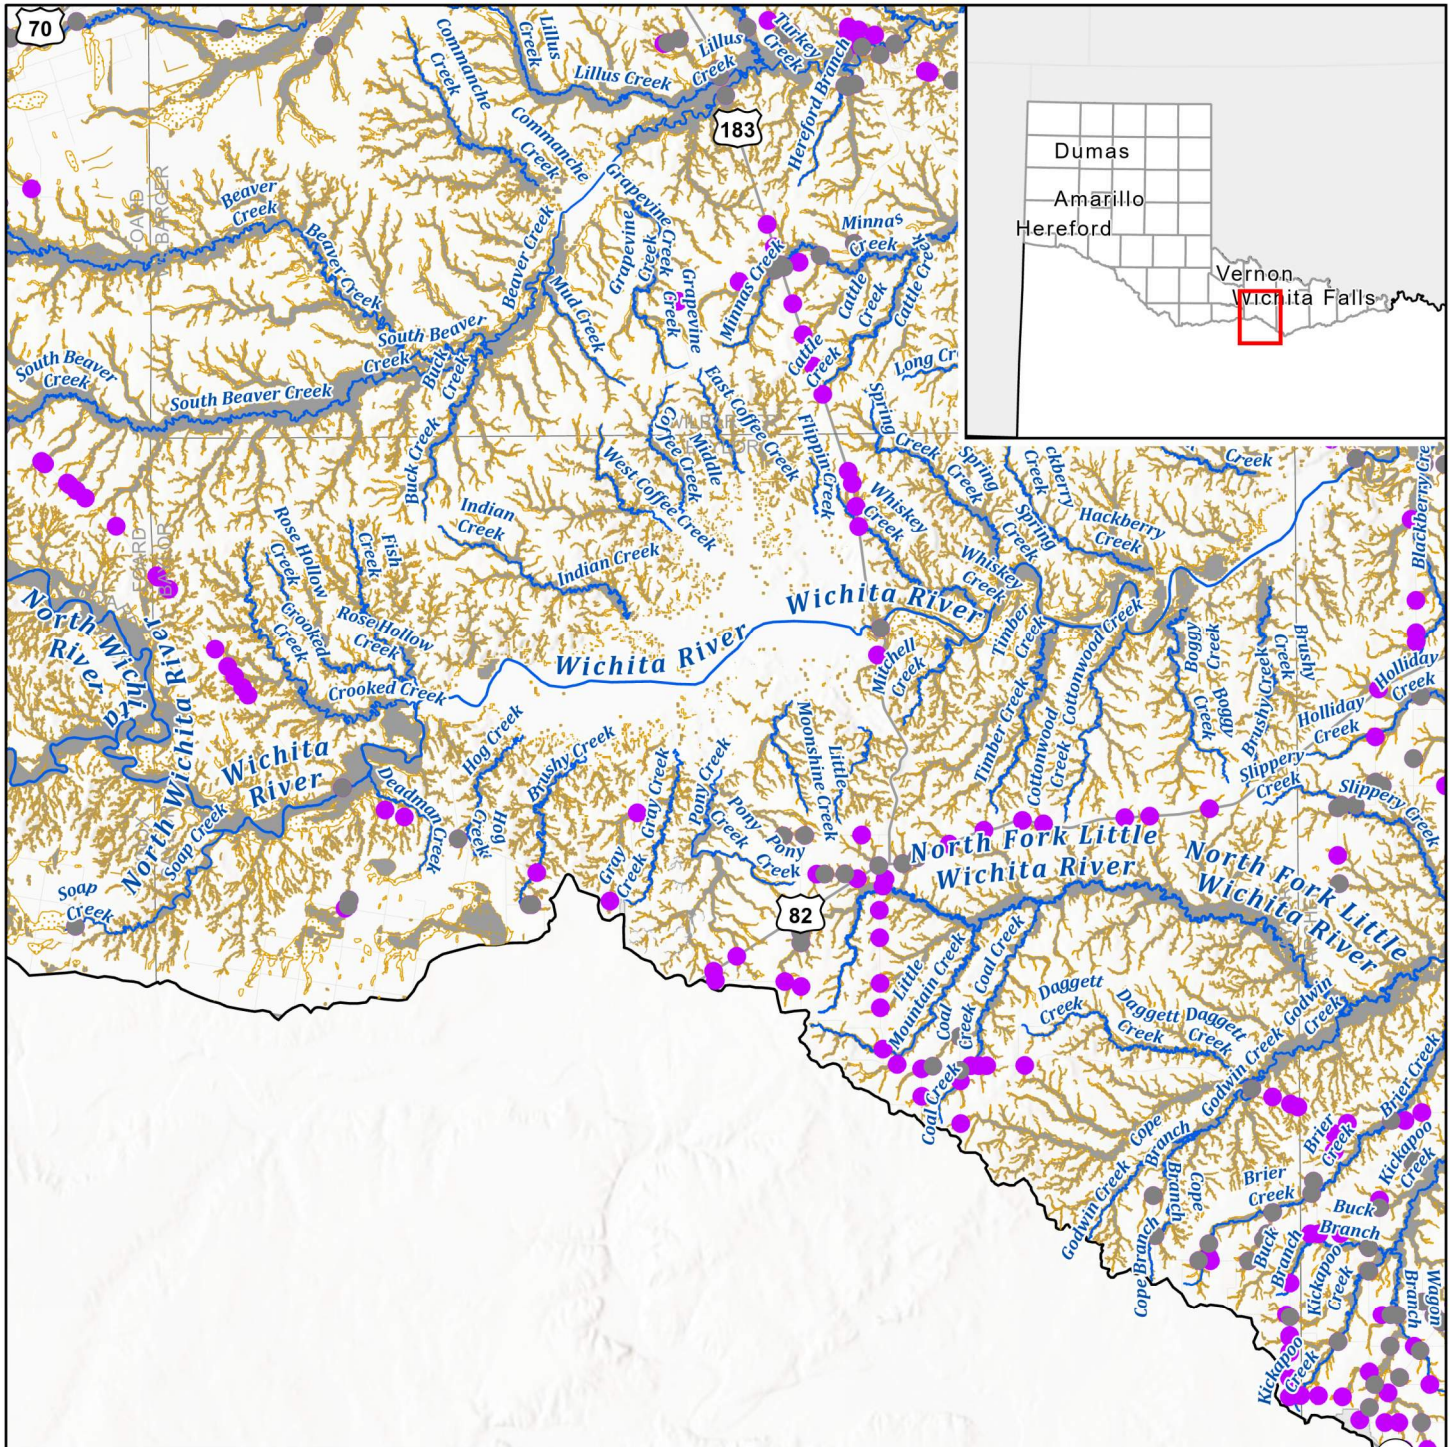 70
Commanche
Creek
Lillus
Creek
Lillus Creek
Lillus
Creek
Turkey
Creek
Hereford Branch
183
Commanche
Creek
FOARD
WILBARGER
Beaver
Creek
Beaver Creek
Beaver Creek
Grapevine Creek
Grapevine
Creek
Grapevine
Creek
Mud Creek
Minnas
Creek
Minnas Creek
Cattle
Creek
Cattle Creek
Cattle
Creek
Long Cr
South Beaver
Creek
South Beaver
Creek
South Beaver Creek
Buck
Creek
Buck Creek
East Coffee Creek
Middle
Coffee Creek
West Coffee Creek
WILBARGER
BAYLOR
Flippin Creek
Spring
Creek
Spring
Creek
Spring
Creek
ckberry
Creek
Hackberry
Creek
Creek
Whiskey
Creek
Whiskey
Creek
Indian
Creek
Indian Creek
Rose Hollow
Creek
Fish
Creek
Rose Hollow
Creek
Crooked
Creek
Crooked Creek
North Wichita
River
North Wichita River
Wichita
River
Wichita River
Wichita River
Mitchell
Creek
Timber
Creek
Timber Creek
Cottonwood Creek
Cottonwood
Creek
Boggy
Creek
Boggy
Creek
Brushy
Creek
Brushy Creek
Blackberry Cre
Holliday
Creek
Holliday
Creek
Slippery
Creek
Slippery Creek
Soap Creek
Soap
Creek
Deadman
Creek
Hog Creek
Hog
Creek
Bushy Creek
Gray Creek
Gray
Creek
Pony Creek
Pony
Creek
Pony
Creek
Moonshine Creek
Little
82
North Fork Little
Wichita River
North Fork Little
Wichita River
Little
Mountain Creek
Coal Creek
Coal
Creek
Coal Creek
Daggett
Creek
Daggett
Creek
Daggett
Creek
Godwin
Creek
Godwin Creek
Godwin Creek
Cope
Branch
Cope
Branch
Cope Branch
Brier Creek
Brier
Creek
Brier
Creek
Kickapoo
Creek
Buck
Branch
Buck
Branch
Kickapoo
Creek
Kickapoo
Creek
Wagon
Branch
Dumas
Amarillo
Hereford
Vernon
Wichita Falls